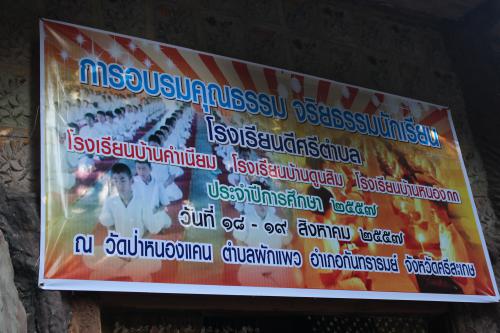 การอบรมคุณธรรม จริยธรรมนักเรียน
โรงเรียนดีศรีตำบล
โรงเรียนบ้านคำเนียม โรงเรียนบ้านดูนสิม โรงเรียนบ้านหนองกก
ประจำปีการศึกษา ๒๕๕๗
วันที่ ๑๘ - ๑๙ สิงหาคม ๒๕๕๗
ณ วัดป่าหนองแคน ตำบลผักแพว อำเภอกันทรารมย์ จังหวัดศรีสะเกษ